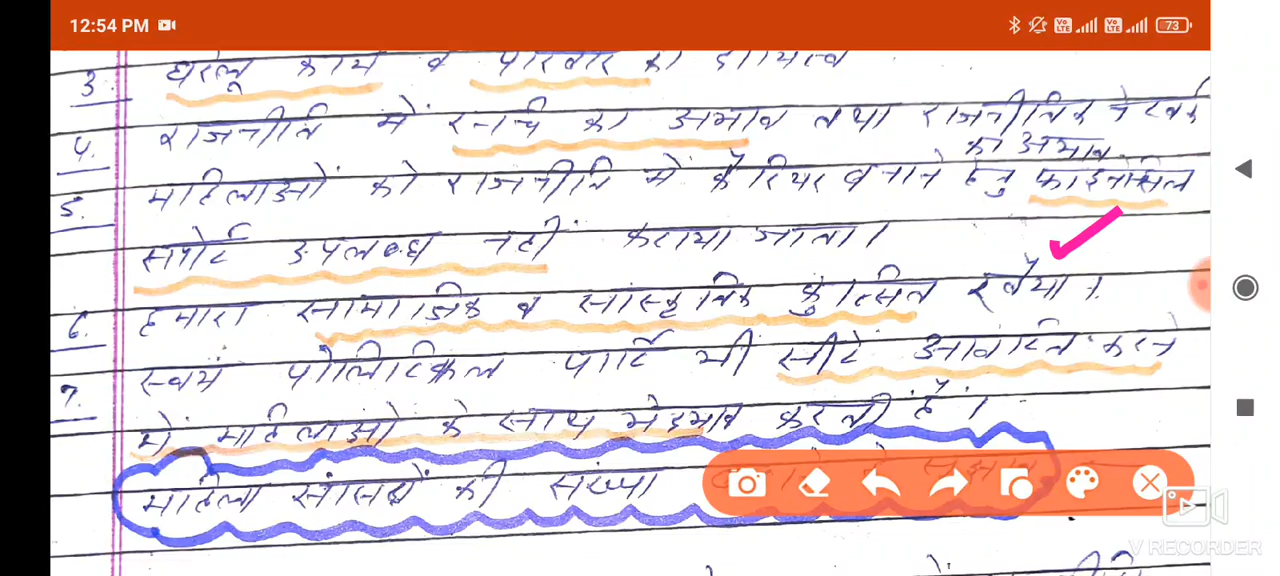 12:54 PM
73
3. घरेलू कार्य व परिवार का दायित्व
4. राजनीति में रूचि का अभाव तथा राजनीतिक नेटवर्क
का अभाव
5. महिलाओं को राजनीति में कैरियर बनाने हेतु फाइनेंसिल
सपोर्ट उपलब्ध नहीं कराया जाता।
6. हमारा सामाजिक व सांस्कृतिक कुत्सित रवैया।
7. स्वयं पोलिटिकल पार्टि भी सीटे आवंटित करने
में महिलाओं के साथ भेदभाव करती हैं।
महिला सांसदों की संख्या
V RECORDER